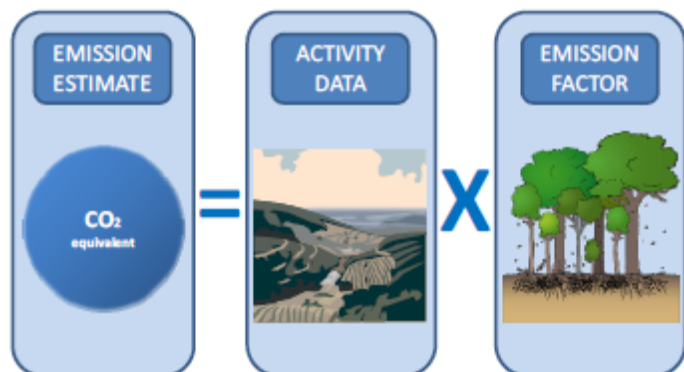 EMISSION
ESTIMATE
CO₂
equivalent
=
ACTIVITY
DATA
X
EMISSION
FACTOR